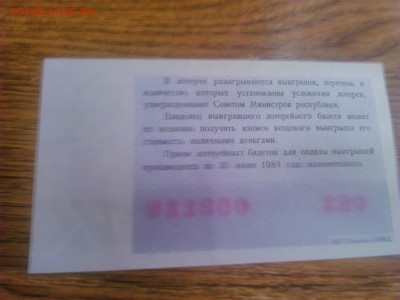 В лотерее разыгрываются выигрыши, перечень и
количество которых установлены условиями лотереи,
утвержденными Советом Министров республики.
Владелец выигравшего лотерейного билета может
по желанию получить взамен вещевого выигрыша его
стоимость наличными деньгами.
Прием лотерейных билетов для оплаты выигрышей
производится по 30 июня 1989 года включительно.